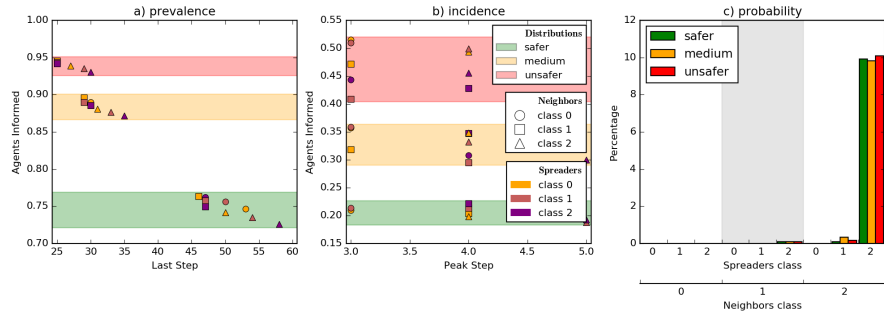 a) prevalence
Agents Informed
1.00
0.95
0.90
0.85
0.80
0.75
0.70
25 30 35 40 45 50 55 60
Last Step
b) incidence
Agents Informed
0.55
0.50
0.45
0.40
0.35
0.30
0.25
0.20
0.15
3.0 3.5 4.0 4.5 5.0
Peak Step
Distributions
safer
medium
unsafer
Neighbors
class 0
class 1
class 2
Spreaders
class 0
class 1
class 2
c) probability
Percentage
12
10
8
6
4
2
0
safer
medium
unsafer
0 1 2 0 1 2 0 1 2
Spreaders class
0 1 2
Neighbors class